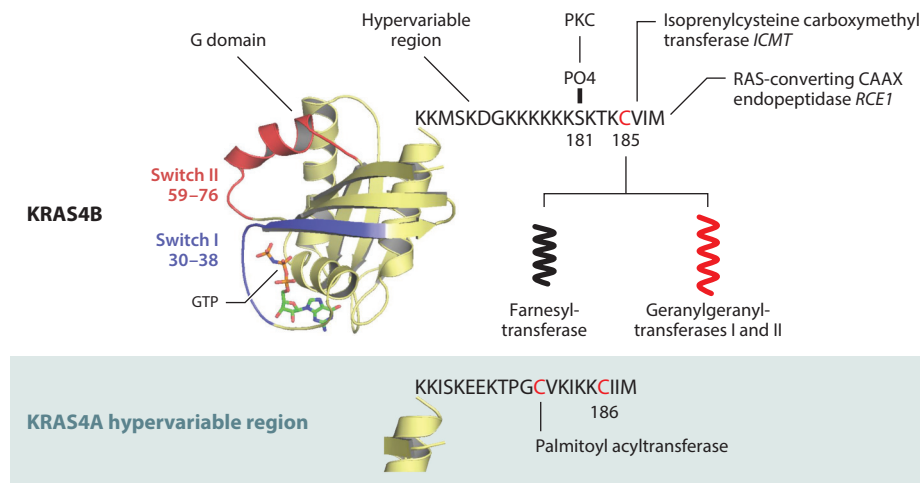 G domain
Hypervariable
region
PKC
PO4
Isoprenylcysteine carboxymethyl
transferase ICMT
RAS-converting CAAX
endopeptidase RCE1
KKMSKDGKKKKKKSKTKCVIM
181
185
Switch II
59–76
KRAS4B
Switch I
30–38
GTP
Farnesyl-
transferase
Geranylgeranyl-
transferases I and II
KRAS4A hypervariable region
KKISKEEKTPGCVKIKKCIIM
186
Palmitoyl acyltransferase